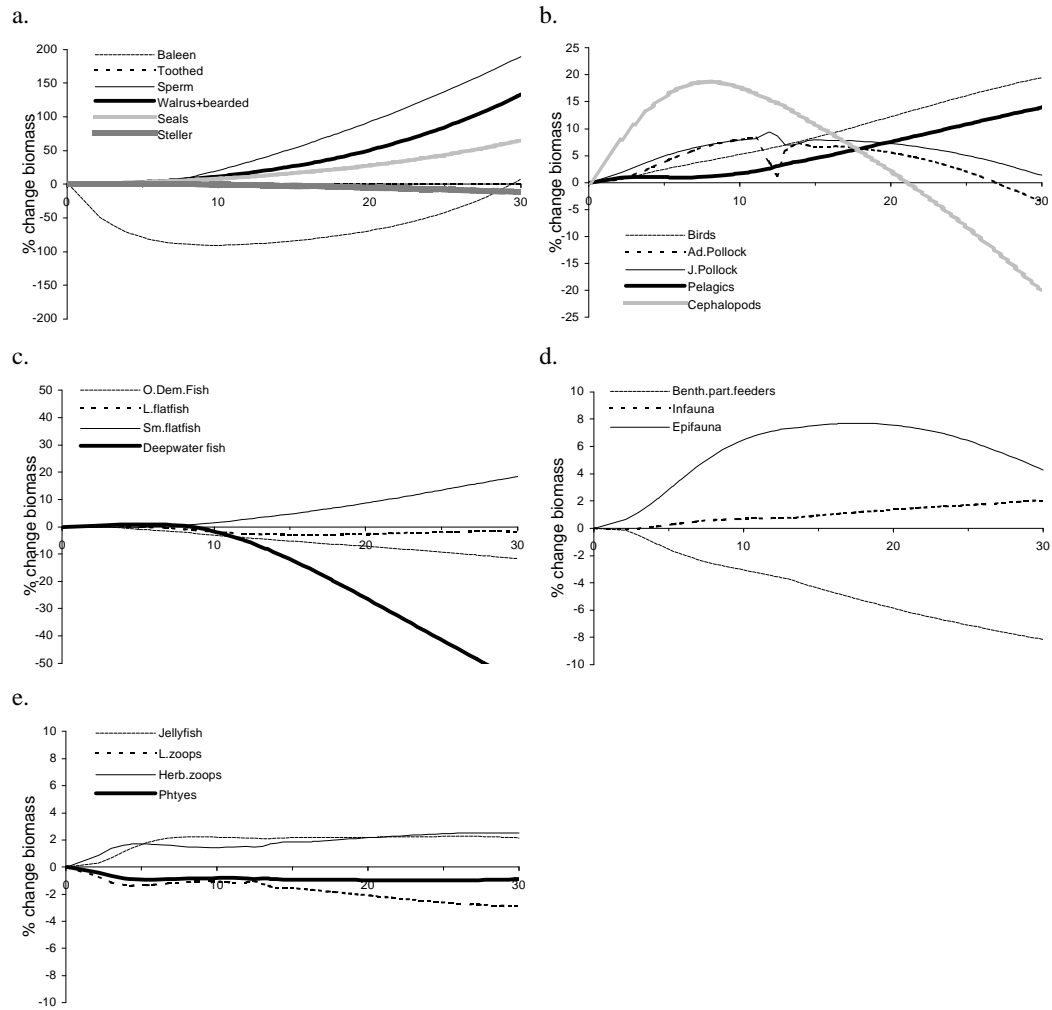 a.
200
150
100
50
0
-50
-100
-150
-200
0
10
20
30
% change biomass
Baleen
Toothed
Sperm
Walrus+bearded
Seals
Steller
b.
25
20
15
10
5
0
-5
-10
-15
-20
-25
0
10
20
30
% change biomass
Birds
Ad.Pollock
J.Pollock
Pelagics
Cephalopods
c.
50
40
30
20
10
0
-10
-20
-30
-40
-50
0
10
20
30
% change biomass
O.Dem.Fish
L.flatfish
Sm.flatfish
Deepwater fish
d.
10
8
6
4
2
0
-2
-4
-6
-8
-10
0
10
20
30
% change biomass
Benth.part.feeders
Infauna
Epifauna
e.
10
8
6
4
2
0
-2
-4
-6
-8
-10
0
10
20
30
% change biomass
Jellyfish
L.zoops
Herb.zoops
Phtyes